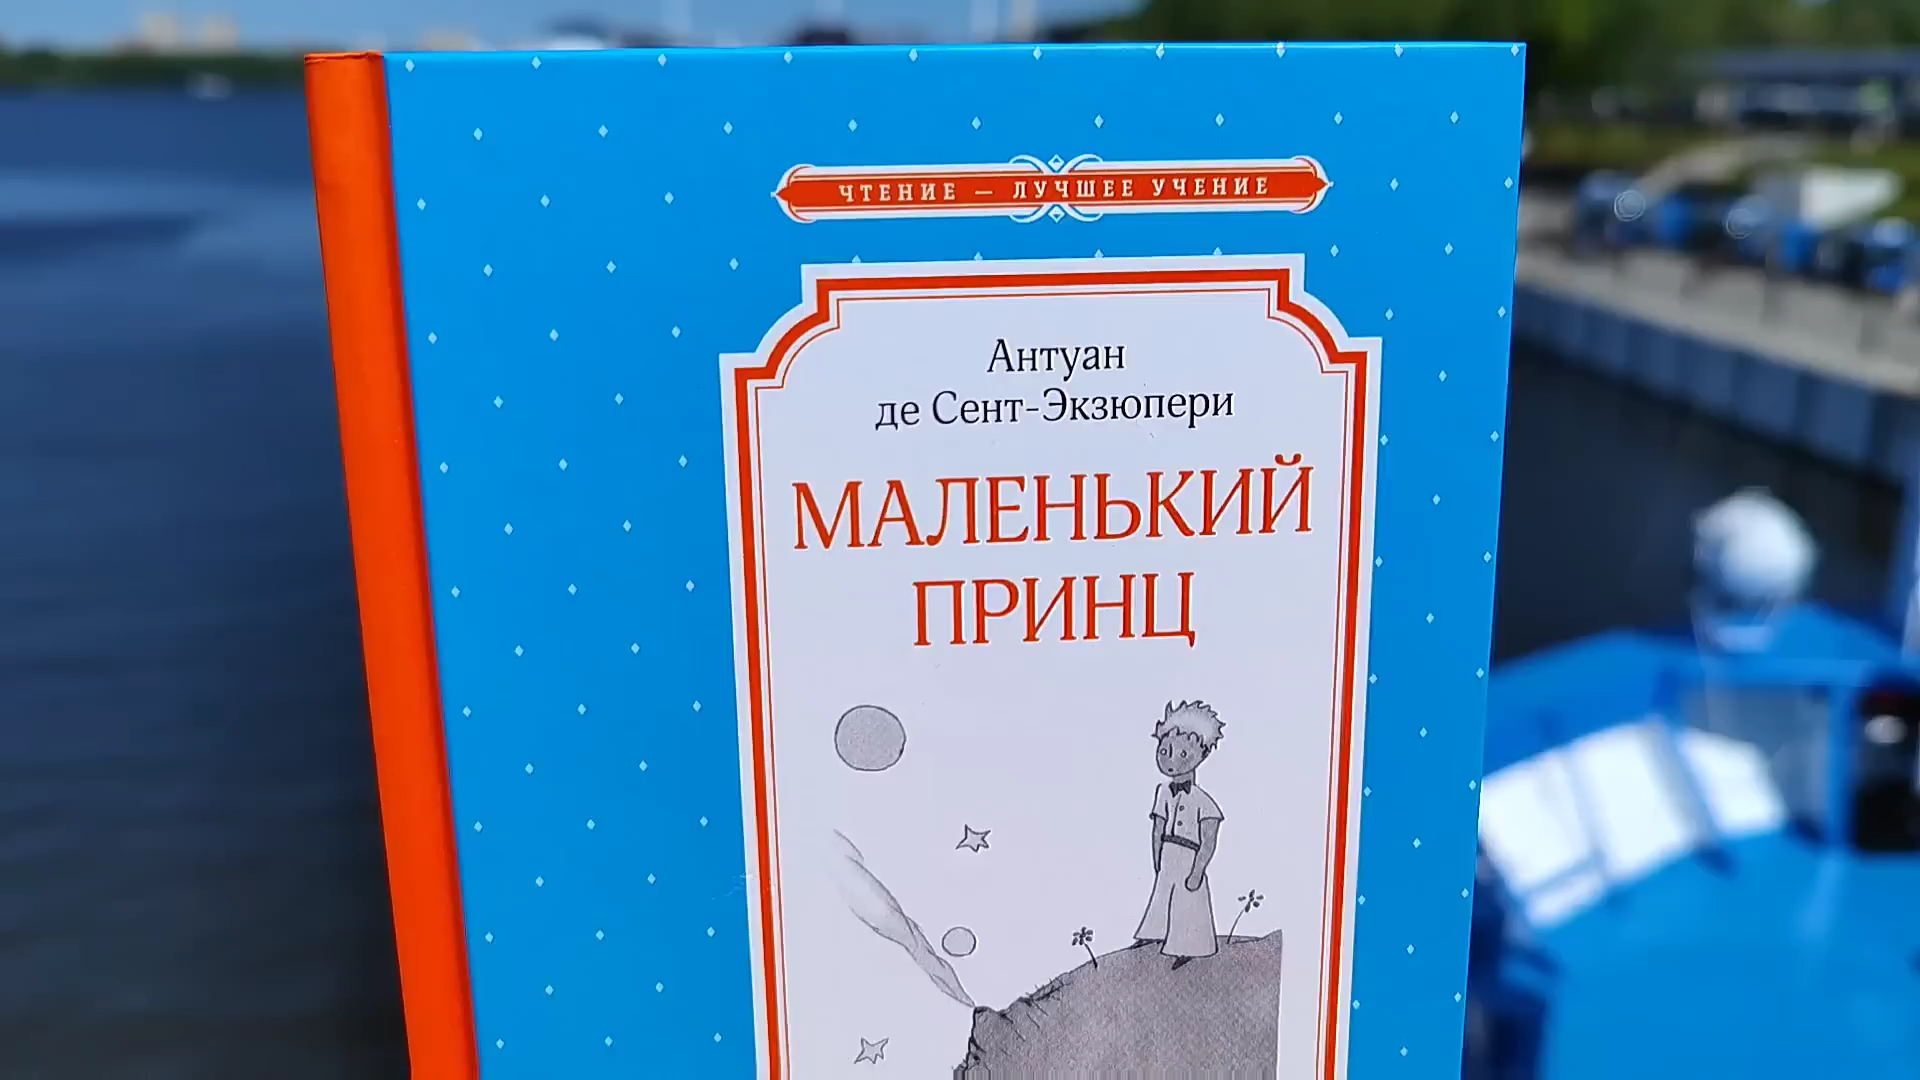 ЧТЕНИЕ — ЛУЧШЕЕ УЧЕНИЕ
Антуан
де Сент-Экзюпери
МАЛЕНЬКИЙ
ПРИНЦ